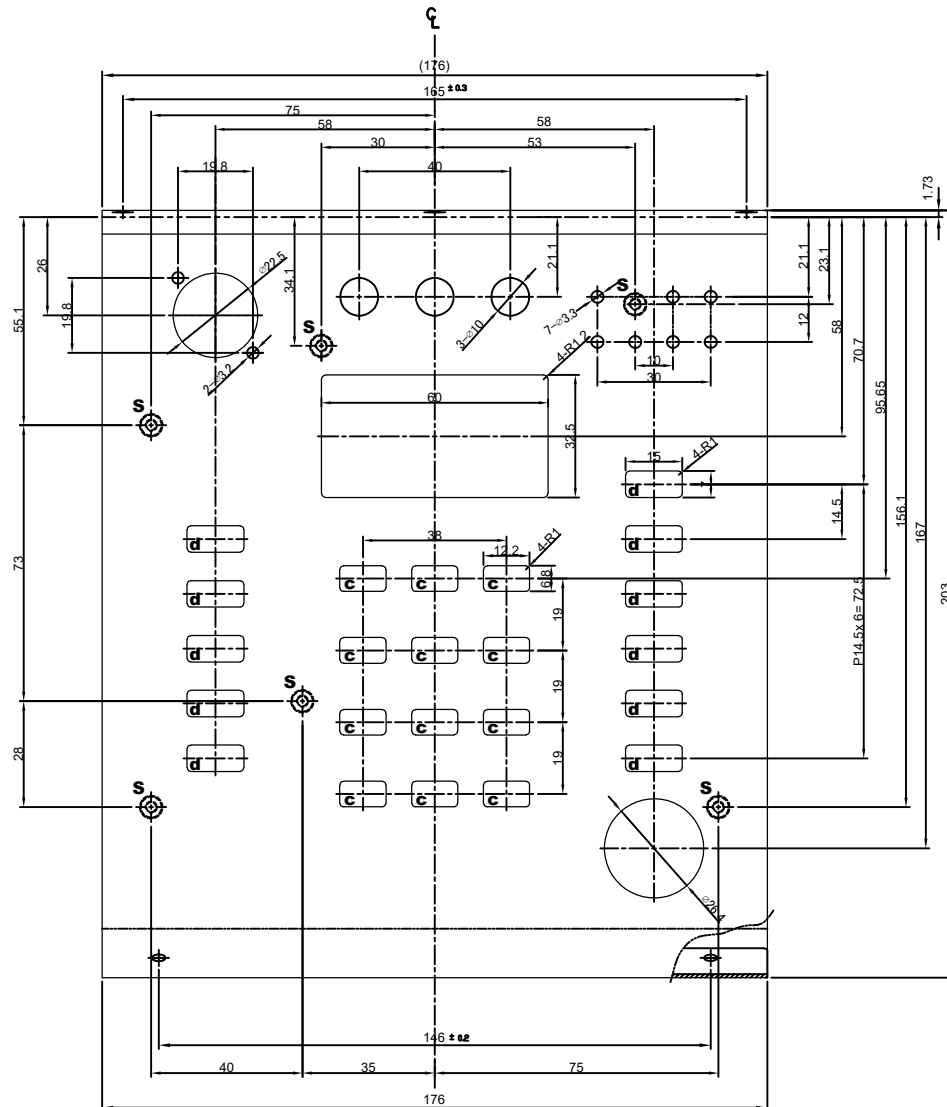 ℄
(176)
165 ± 0.3
75
58
58
30
53
19.8
40
1.73
26
55.1
19.8
⌀22.5
34.1
21.1
21.1
23.1
S
7-⌀3.3
3-⌀10
12
58
S
2-⌀3.2
4-R1.2
10
30
70.7
95.65
60
32.5
S
15
4-R1
7
d
14.5
156.1
167
203
73
38
d
d
12.2
4-R1
6.8
c
c
c
d
d
19
P14.5 x 6 = 72.5
d
d
c
c
c
19
S
d
d
28
c
c
c
19
d
d
S
c
c
c
S
⌀26.4
146 ± 0.2
40
35
75
176